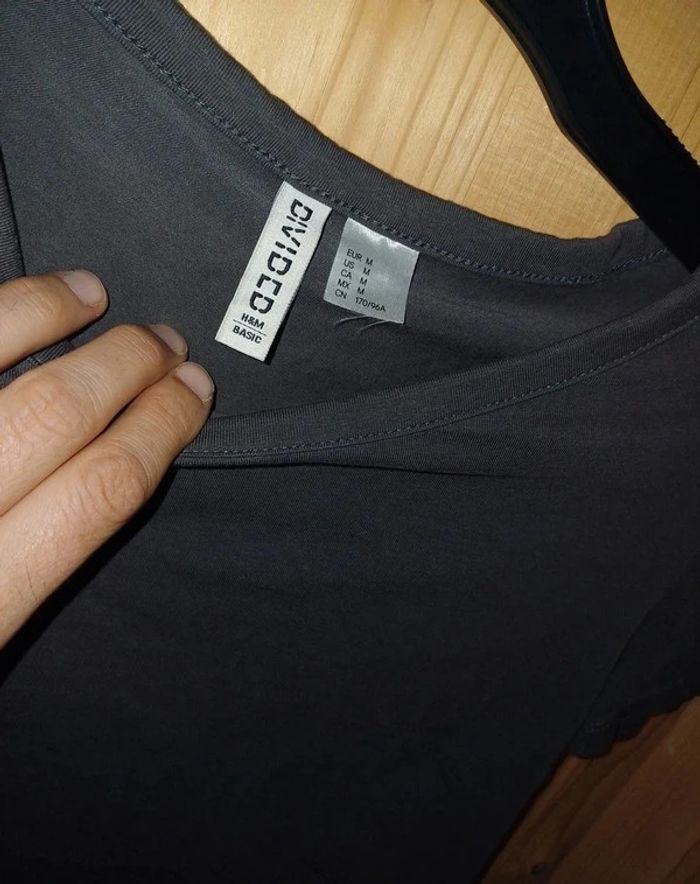 DIVIDED
H&M
BASIC
EUR M
US M
CA M
MX M
CN 170/96A